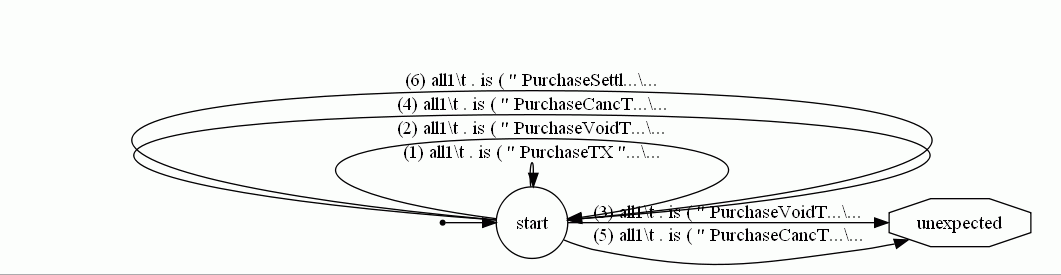 (6) all1\t . is ( " PurchaseSettl...\...
(4) all1\t . is ( " PurchaseCancT...\...
(2) all1\t . is ( " PurchaseVoidT...\...
(1) all1\t . is ( " PurchaseTX "...\...
(3) all1\t . is ( " PurchaseVoidT...\...
start
unexpected
(5) all1\t . is ( " PurchaseCancT...\...